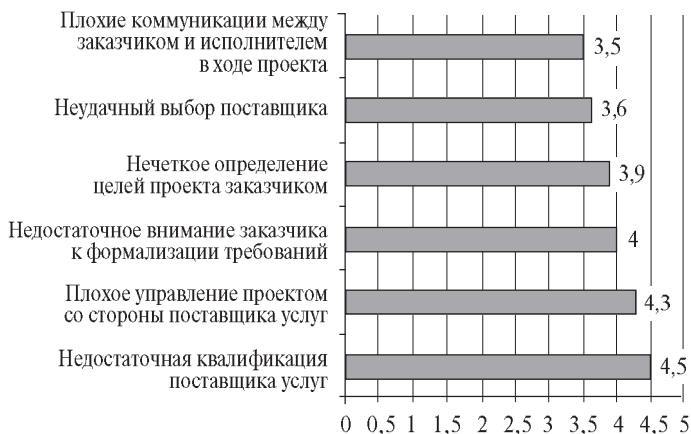 Плохие коммуникации между
заказчиком и исполнителем
в ходе проекта
3,5
Неудачный выбор поставщика
3,6
Нечеткое определение
целей проекта заказчиком
3,9
Недостаточное внимание заказчика
к формализации требований
4
Плохое управление проектом
со стороны поставщика услуг
4,3
Недостаточная квалификация
поставщика услуг
4,5
0 0,5 1 1,5 2 2,5 3 3,5 4 4,5 5